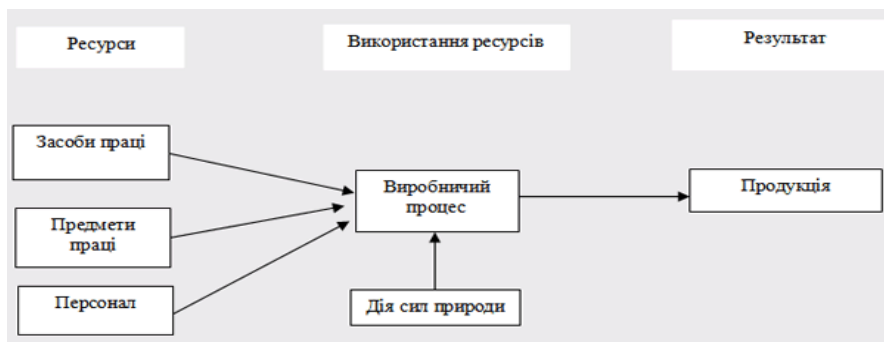 Ресурси
Використання ресурсів
Результат
Засоби праці
Виробничий
процес
Продукція
Предмети
праці
Персонал
Дія сил природи